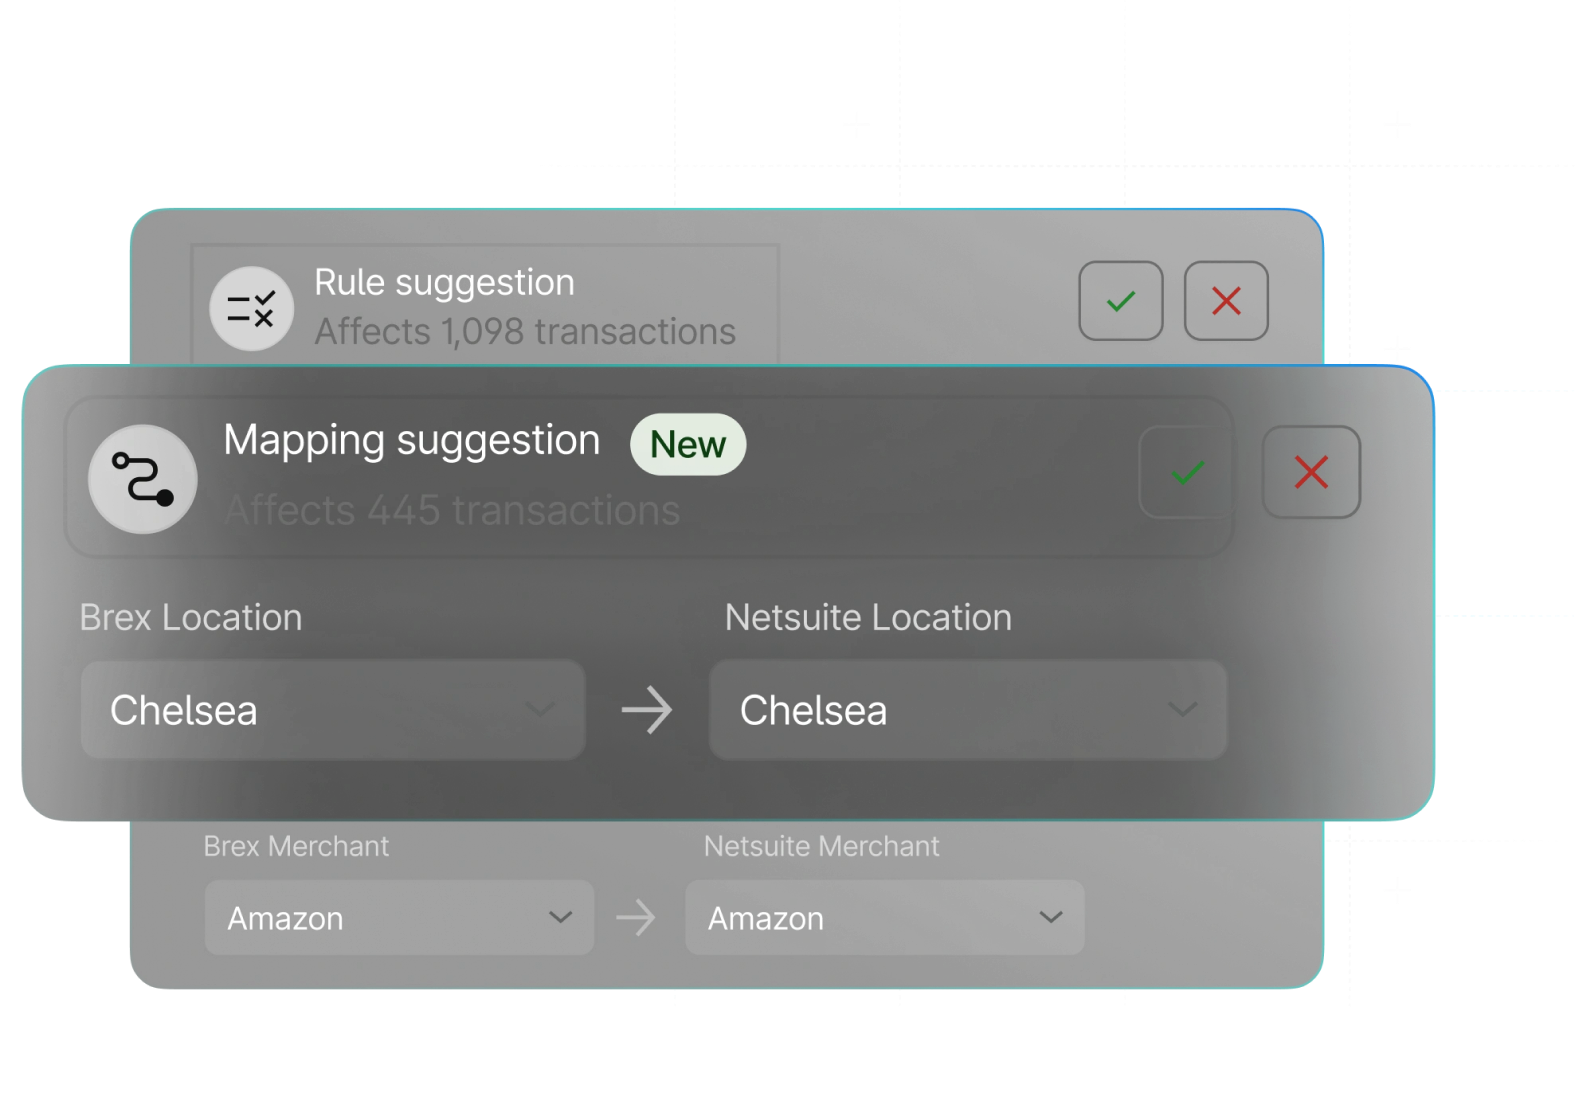 Rule suggestion
Affects 1,098 transactions
Mapping suggestion New
Affects 445 transactions
Brex Location Netsuite Location
Chelsea Chelsea
Brex Merchant Netsuite Merchant
Amazon Amazon